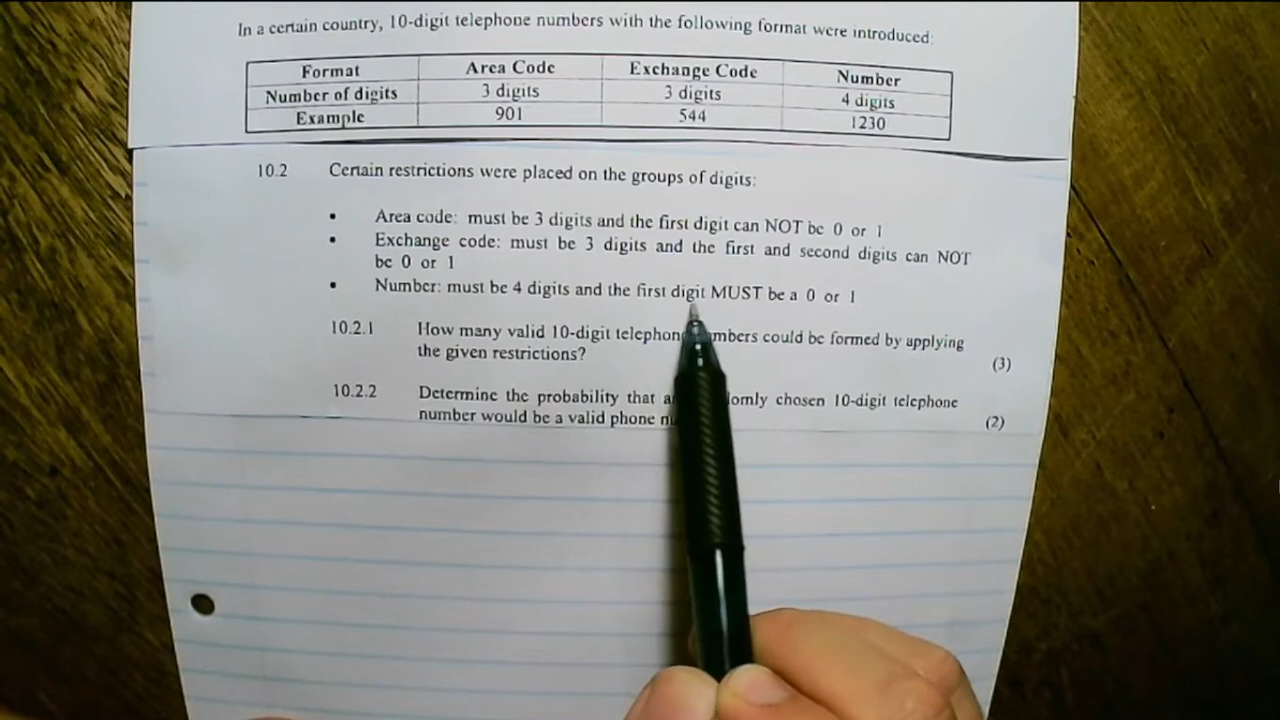 In a certain country, 10-digit telephone numbers with the following format were introduced:
Format Area Code Exchange Code Number
Number of digits 3 digits 3 digits 4 digits
Example 901 544 1230
10.2 Certain restrictions were placed on the groups of digits:
• Area code: must be 3 digits and the first digit can NOT be 0 or 1
• Exchange code: must be 3 digits and the first and second digits can NOT
be 0 or 1
• Number: must be 4 digits and the first digit MUST be a 0 or 1
10.2.1 How many valid 10-digit telephone numbers could be formed by applying
the given restrictions? (3)
10.2.2 Determine the probability that any randomly chosen 10-digit telephone
number would be a valid phone (2)